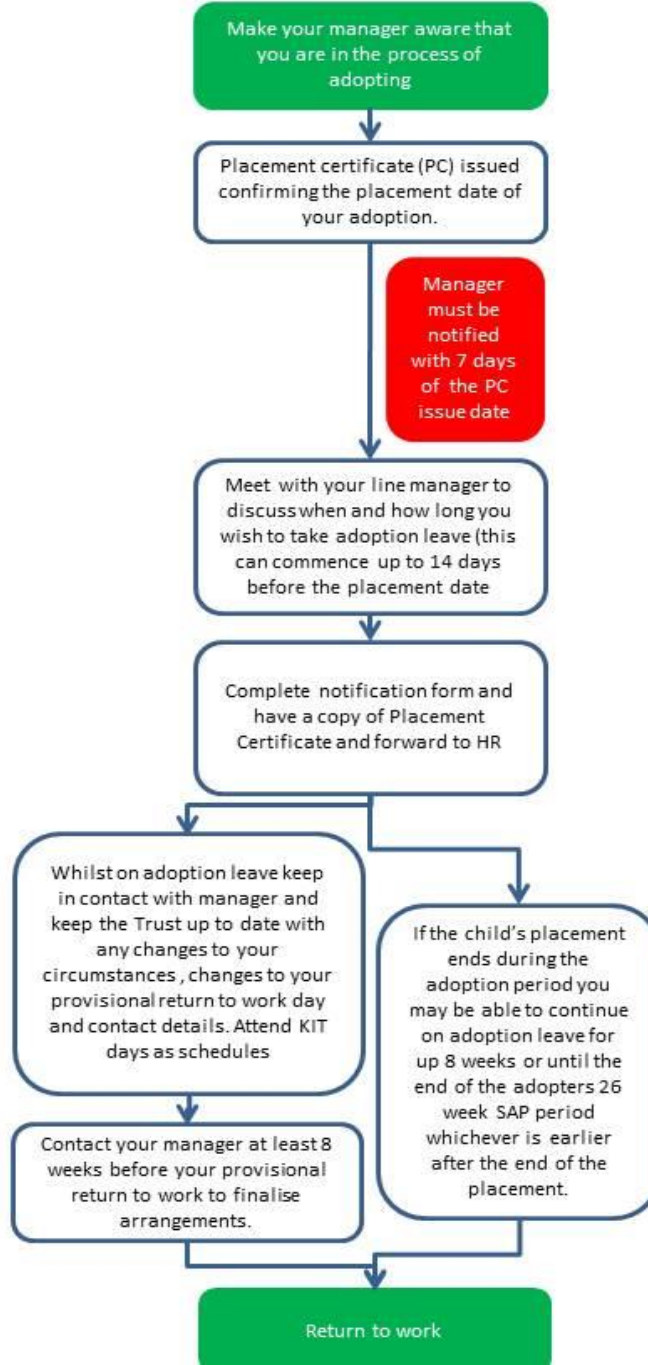 Make your manager aware that
you are in the process of
adopting
Placement certificate (PC) issued
confirming the placement date of
your adoption.
Manager
must be
notified
with 7 days
of the PC
issue date
Meet with your line manager to
discuss when and how long you
wish to take adoption leave (this
can commence up to 14 days
before the placement date
Complete notification form and
have a copy of Placement
Certificate and forward to HR
Whilst on adoption leave keep
in contact with manager and
keep the Trust up to date with
any changes to your
circumstances , changes to your
provisional return to work day
and contact details. Attend KIT
days as schedules
If the child's placement
ends during the
adoption period you
may be able to continue
on adoption leave for
up 8 weeks or until the
end of the adopters 26
week SAP period
whichever is earlier
after the end of the
placement.
Contact your manager at least 8
weeks before your provisional
return to work to finalise
arrangements.
Return to work